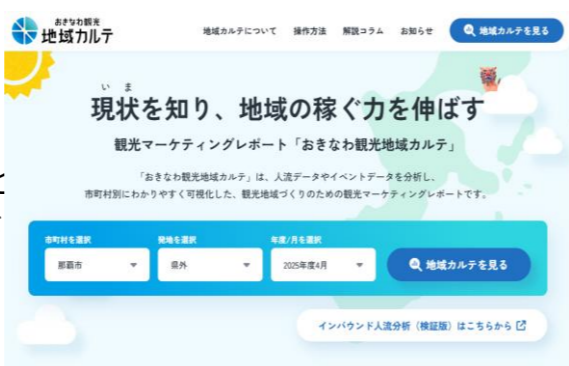 おきなわ観光
地域カルテ
地域カルテについて 操作方法 解説コラム お知らせ 地域カルテを見る
いま
現状を知り、地域の稼ぐ力を伸ばす
観光マーケティングレポート「おきなわ観光地域カルテ」
「おきなわ観光地域カルテ」は、人流データやイベントデータを分析し、
市町村別にわかりやすく可視化した、観光地域づくりのための観光マーケティングレポートです。
市町村を選択 発地を選択 年度/月を選択
那覇市 県外 2025年度4月 地域カルテを見る
インバウンド人流分析（検証版）はこちらから